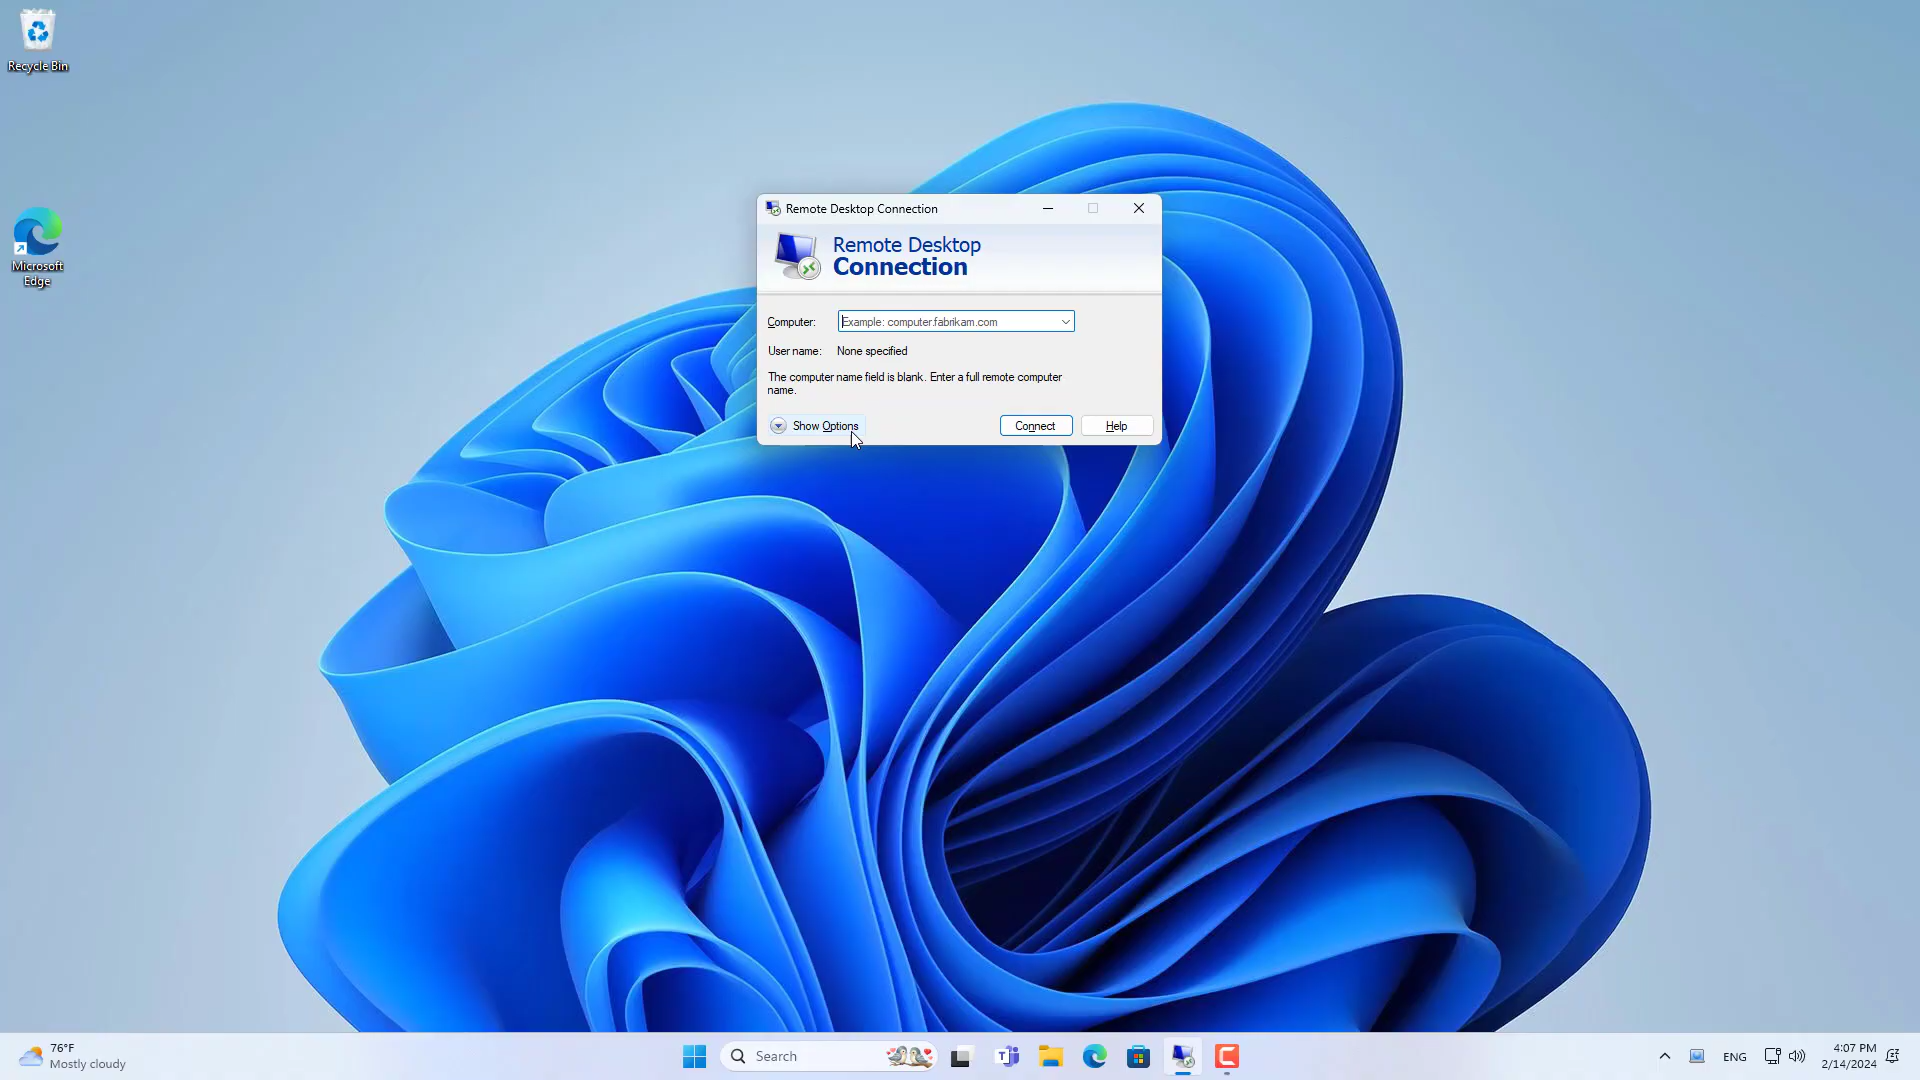 Recycle Bin
Microsoft
Edge
Remote Desktop Connection
Remote Desktop
Connection
Computer: Example: computer.fabrikam.com
User name: None specified
The computer name field is blank. Enter a full remote computer
name.
Show Options Connect Help
76°F
Mostly cloudy
Search
ENG
4:07 PM
2/14/2024